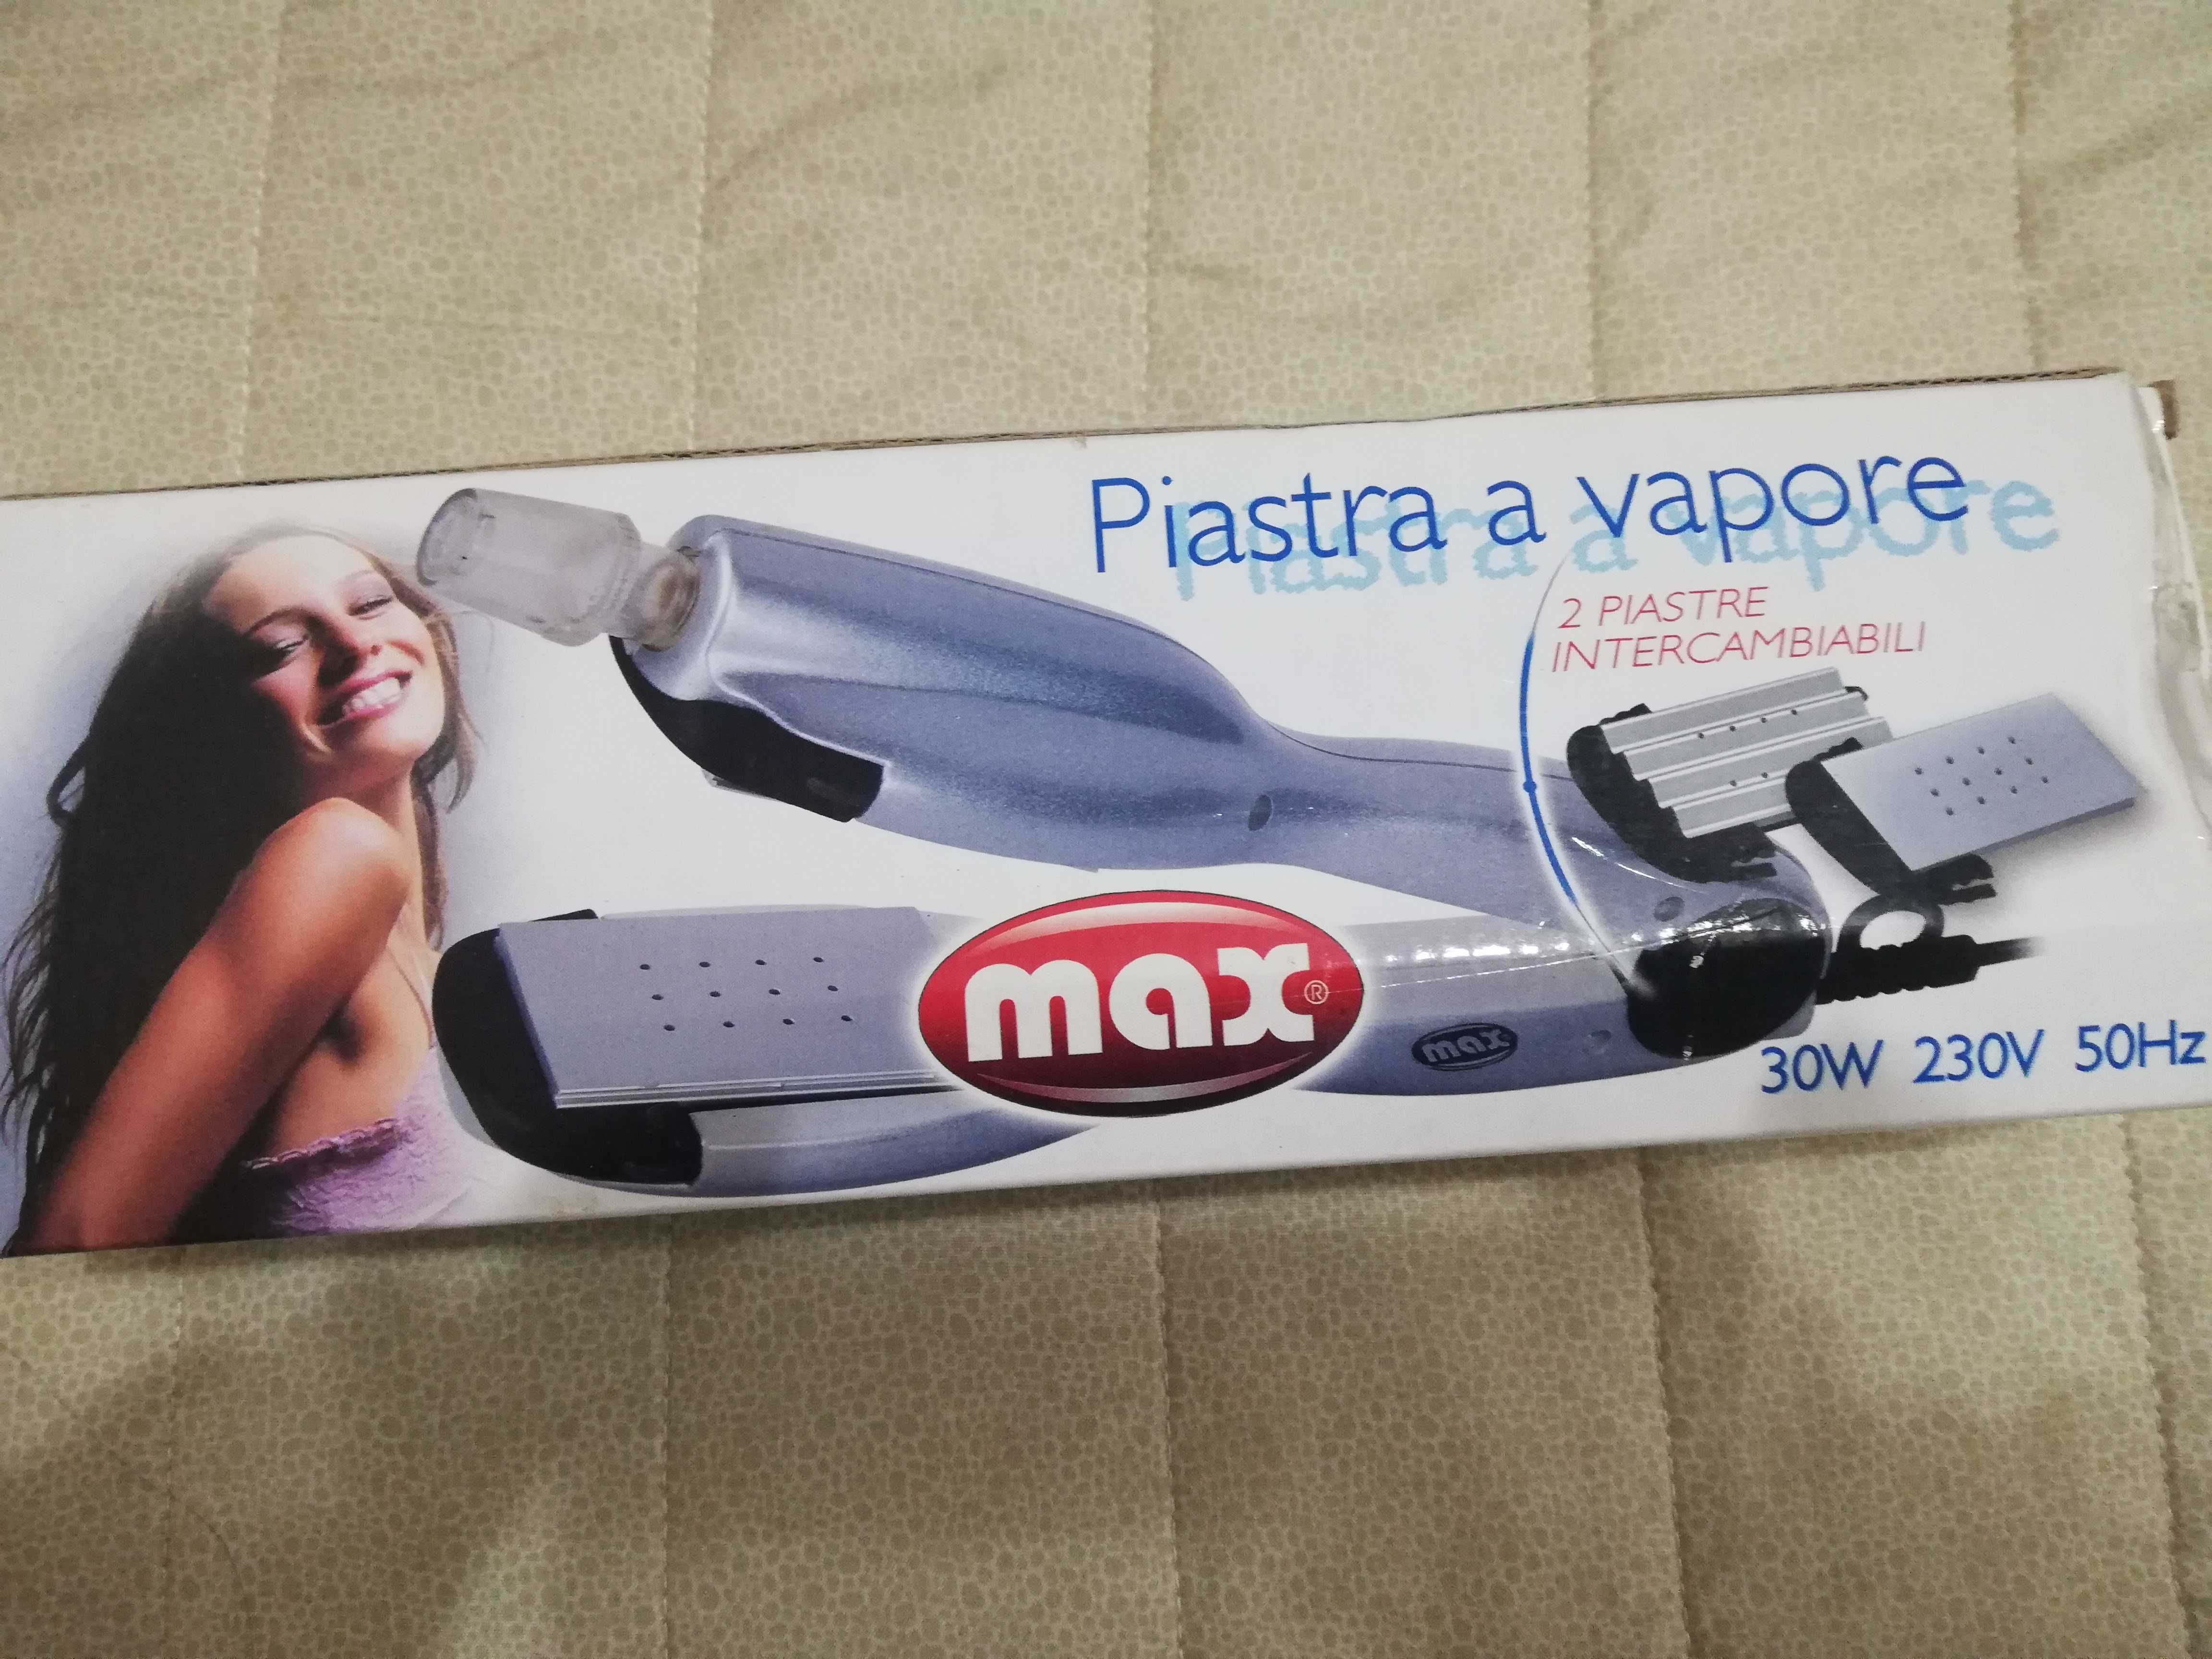 Piastra a vapore
Piastra a vapore
2 PIASTRE
INTERCAMBIABILI
max®
max
30W 230V 50Hz